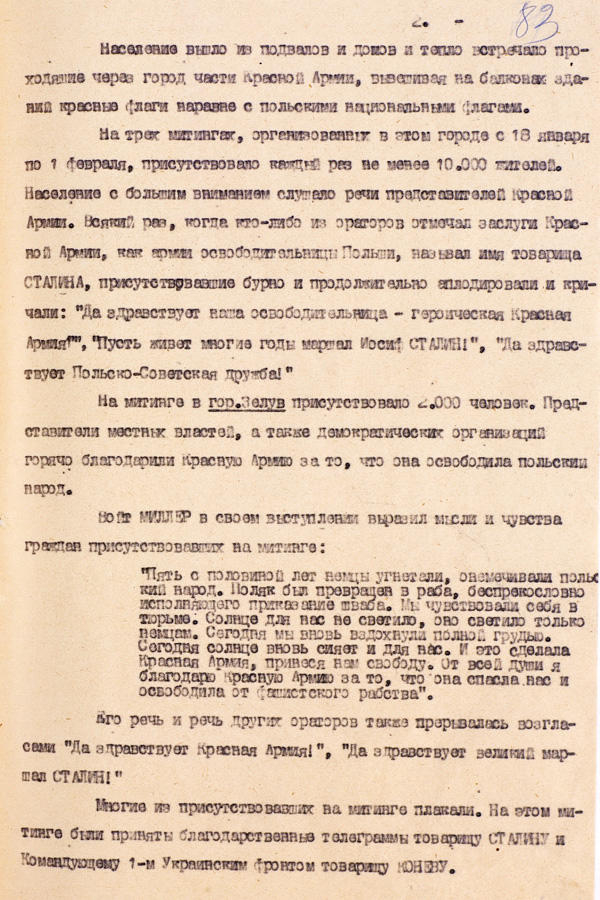 2. -
83
Население вышло из подвалов и домов и тепло встречало про-
ходящие через город части Красной Армии, вывешивая на балконах зда-
ний красные флаги наравне с польскими национальными флагами.
На трех митингах, организованных в этом городе с 18 января
по 1 февраля, присутствовало каждый раз не менее 10.000 жителей.
Население с большим вниманием слушало речи представителей Красной
Армии. Всякий раз, когда кто-либо из ораторов отмечал заслуги Крас-
ной Армии, как армии освободительницы Польши, называл имя товарища
СТАЛИНА, присутствовавшие бурно и продолжительно аплодировали и кри-
чали: "Да здравствует наша освободительница - героическая Красная
Армия!", "Пусть живет многие годы маршал Иосиф СТАЛИН!", "Да здравс-
твует Польско-Советская дружба!"
На митинге в гор.Зелув присутствовало 2.000 человек. Пред-
ставители местных властей, а также демократических организаций
горячо благодарили Красную Армию за то, что она освободила польский
народ.
Войт МИЛЛЕР в своем выступлении выразил мысли и чувства
граждан присутствовавших на митинге:
"Пять с половиной лет немцы угнетали, онемечивали поль
кий народ. Поляк был превращен в раба, беспрекословно
исполняющего приказание шваба. Мы чувствовали себя в
тюрьме. Солнце для нас не светило, оно светило только
немцам. Сегодня мы вновь вздохнули полной грудью.
Сегодня солнце вновь сияет и для нас. И это сделала
Красная Армия, принеся нам свободу. От всей души я
благодарю Красную Армию за то, что она спасла нас и
освободила от фашистского рабства".
Его речь и речь других ораторов также прерывалась возгла-
сами "Да здравствует Красная Армия!", "Да здравствует великий мар-
шал СТАЛИН!"
Многие из присутствовавших на митинге плакали. На этом ми-
тинге были приняты благодарственные телеграммы товарищу СТАЛИНУ и
Командующему 1-м Украинским фронтом товарищу КОНЕВУ.